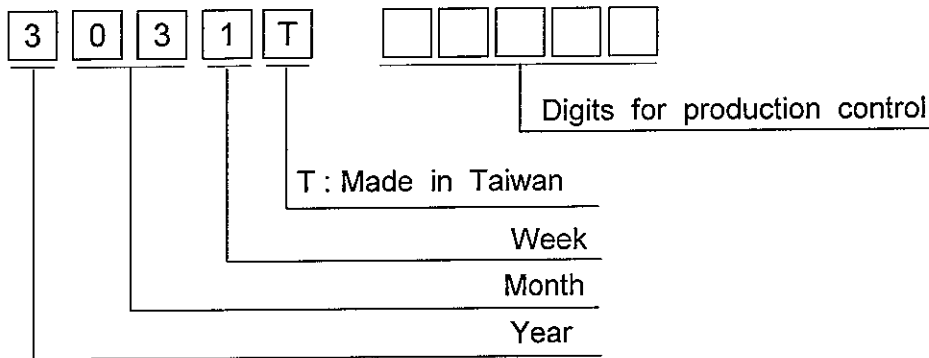 3 0 3 1 T
Digits for production control
T : Made in Taiwan
Week
Month
Year